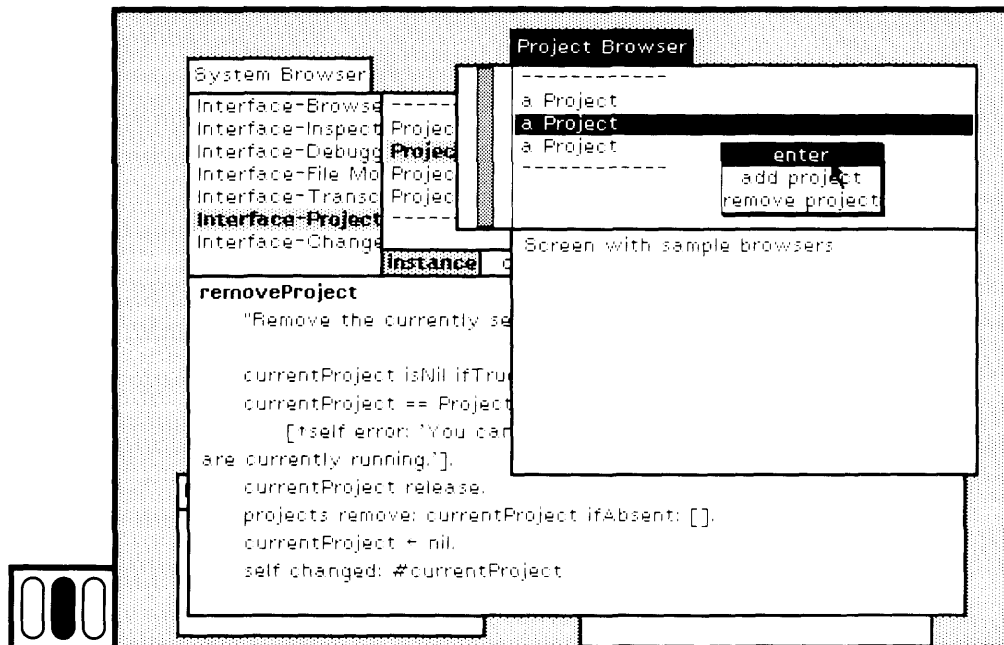 Project Browser
a Project
a Project
a Project
enter
add project
remove project
Screen with sample browsers
System Browser
Interface-Browse
Interface-Inspect
Interface-Debugg
Interface-File Mo
Interface-Transc
Interface-Project
Interface-Change
Projec
Projec
Projec
Projec
instance
removeProject
"Remove the currently se
currentProject isNil ifTru
currentProject == Project
[↑self error: 'You can
are currently running.'].
currentProject release.
projects remove: currentProject ifAbsent: [].
currentProject ← nil.
self changed: #currentProject